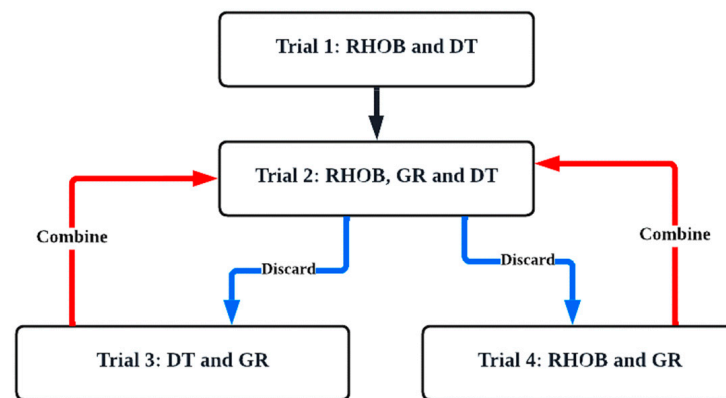 Trial 1: RHOB and DT
Trial 2: RHOB, GR and DT
Combine
Combine
Discard
Discard
Trial 3: DT and GR
Trial 4: RHOB and GR